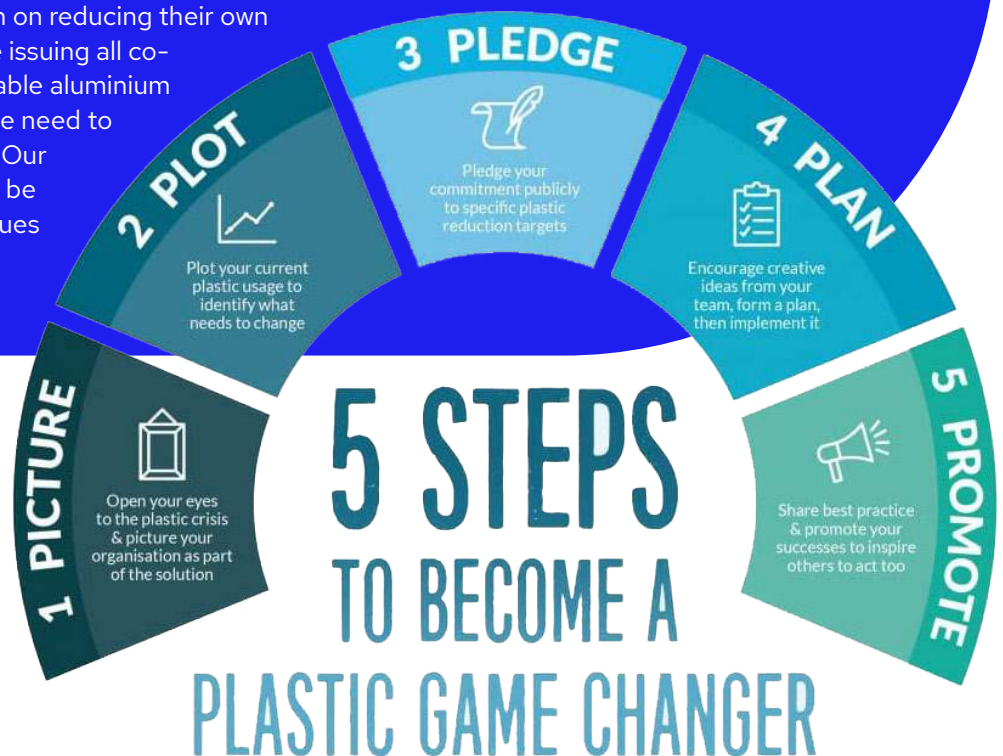 n on reducing their own
e issuing all co-
able aluminium
e need to
Our
be
ues
1 PICTURE
Open your eyes
to the plastic crisis
& picture your
organisation as part
of the solution
2 PLOT
Plot your current
plastic usage to
identify what
needs to change
3 PLEDGE
Pledge your
commitment publicly
to specific plastic
reduction targets
4 PLAN
Encourage creative
ideas from your
team, form a plan,
then implement it
5 PROMOTE
Share best practice
& promote your
successes to inspire
others to act too
5 STEPS
TO BECOME A
PLASTIC GAME CHANGER